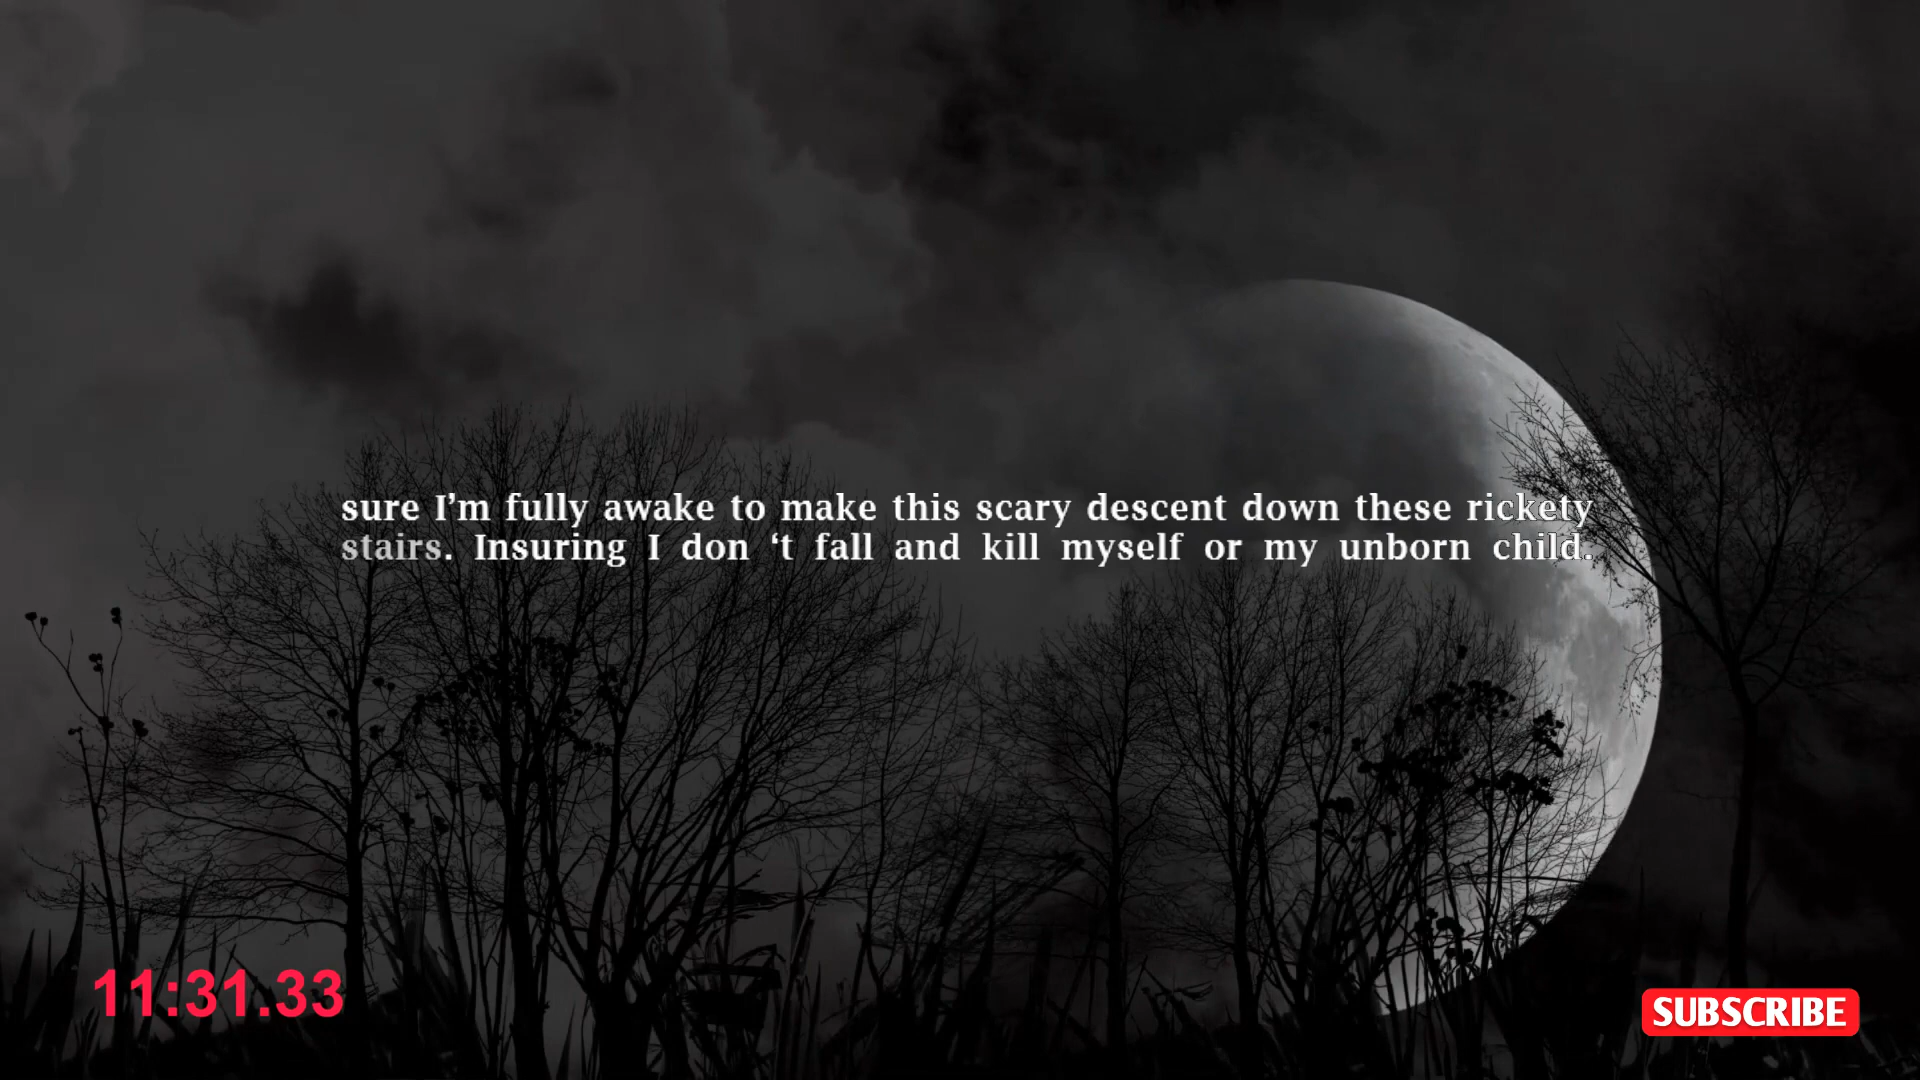 sure I’m fully awake to make this scary descent down these rickety
stairs. Insuring I don ‘t fall and kill myself or my unborn child.
11:31.33
SUBSCRIBE